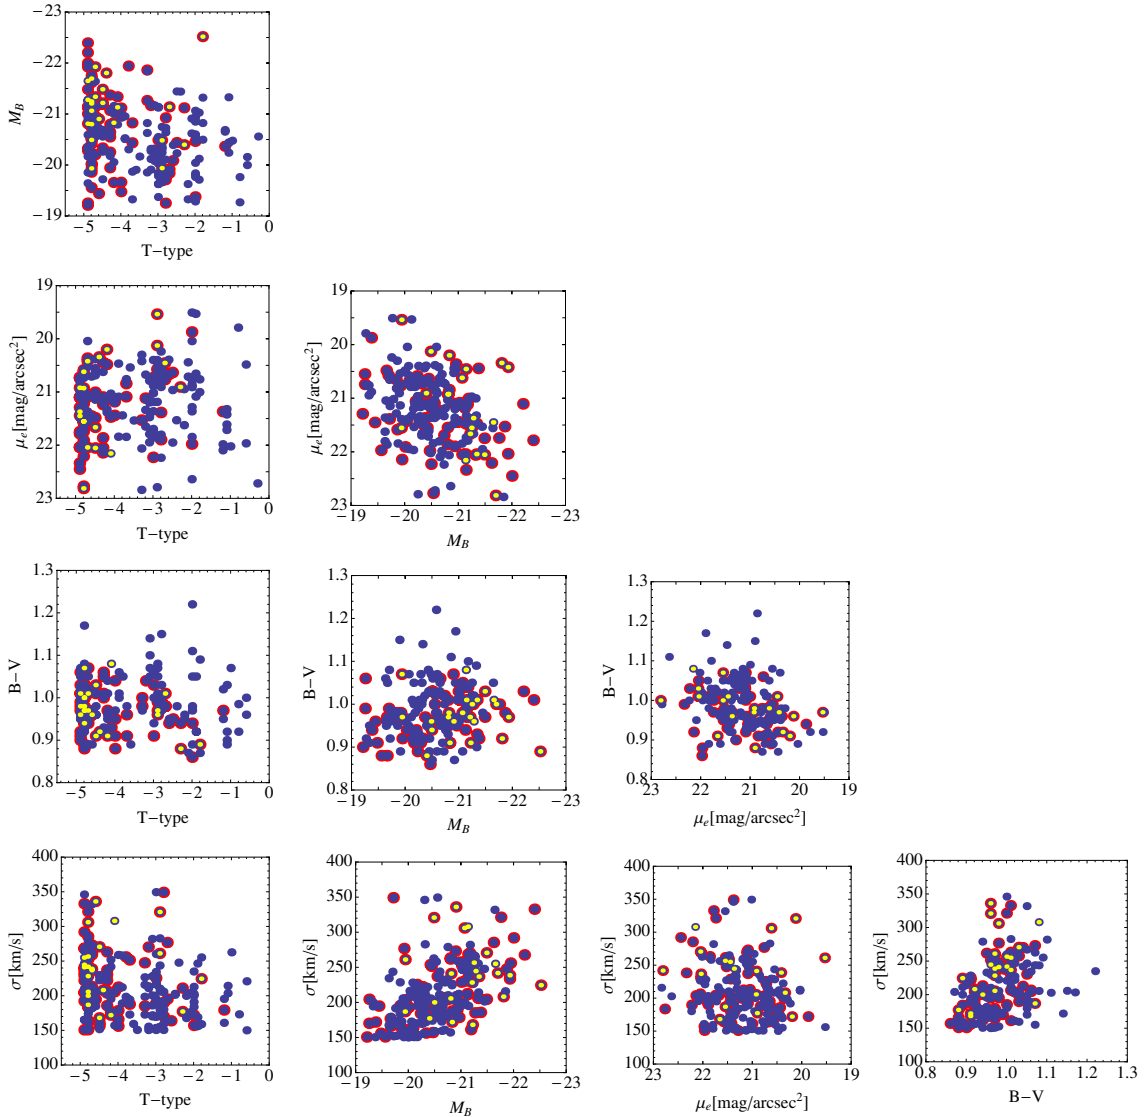 −23
−22
−21
−20
−19
M_B
−5 −4 −3 −2 −1 0
T−type
19
20
21
22
23
μ_e[mag/arcsec²]
−5 −4 −3 −2 −1 0
T−type
19
20
21
22
23
μ_e[mag/arcsec²]
−19 −20 −21 −22 −23
M_B
1.3
1.2
1.1
1.0
0.9
0.8
B−V
−5 −4 −3 −2 −1 0
T−type
1.3
1.2
1.1
1.0
0.9
0.8
B−V
−19 −20 −21 −22 −23
M_B
1.3
1.2
1.1
1.0
0.9
0.8
B−V
23 22 21 20 19
μ_e[mag/arcsec²]
400
350
300
250
200
150
100
σ[km/s]
−5 −4 −3 −2 −1 0
T−type
400
350
300
250
200
150
100
σ[km/s]
−19 −20 −21 −22 −23
M_B
400
350
300
250
200
150
100
σ[km/s]
23 22 21 20 19
μ_e[mag/arcsec²]
400
350
300
250
200
150
100
σ[km/s]
0.8 0.9 1.0 1.1 1.2 1.3
B−V